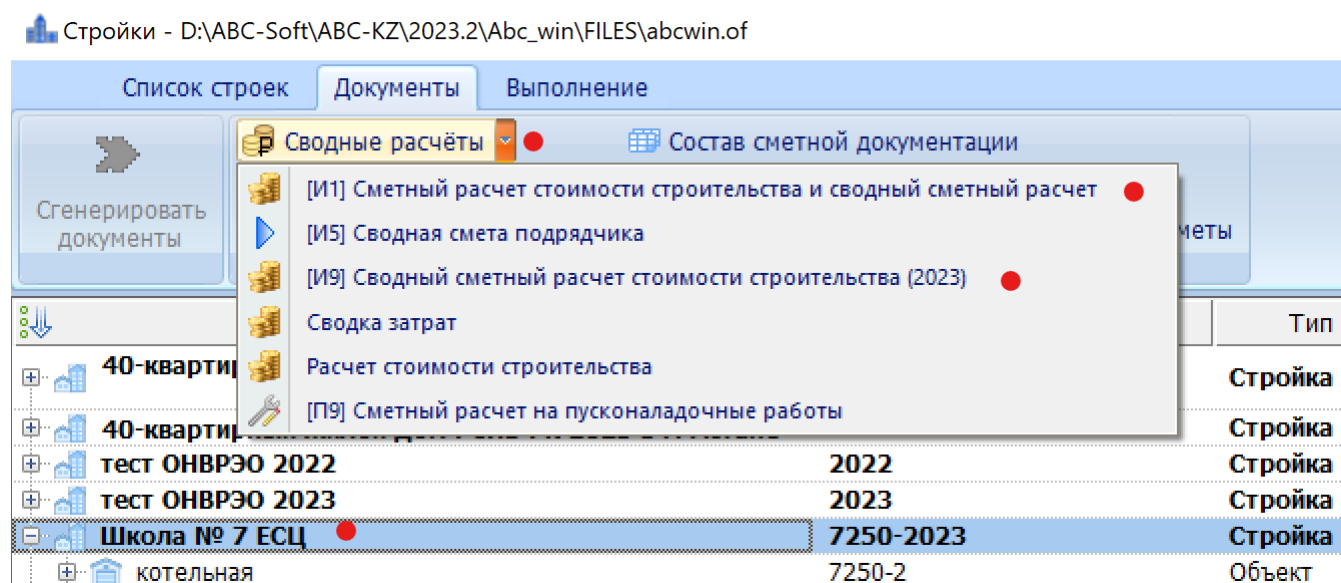 Стройки - D:\ABC-Soft\ABC-KZ\2023.2\Abc_win\FILES\abcwin.of
Список строек Документы Выполнение
Сводные расчёты Состав сметной документации
Сгенерировать документы
[И1] Сметный расчет стоимости строительства и сводный сметный расчет
[И5] Сводная смета подрядчика
[И9] Сводный сметный расчет стоимости строительства (2023)
Сводка затрат
Расчет стоимости строительства
[П9] Сметный расчет на пусконаладочные работы
Тип
40-кварти Стройка
40-кварти Стройка
тест ОНВРЭО 2022 2022 Стройка
тест ОНВРЭО 2023 2023 Стройка
Школа № 7 ЕСЦ 7250-2023 Стройка
котельная 7250-2 Объект